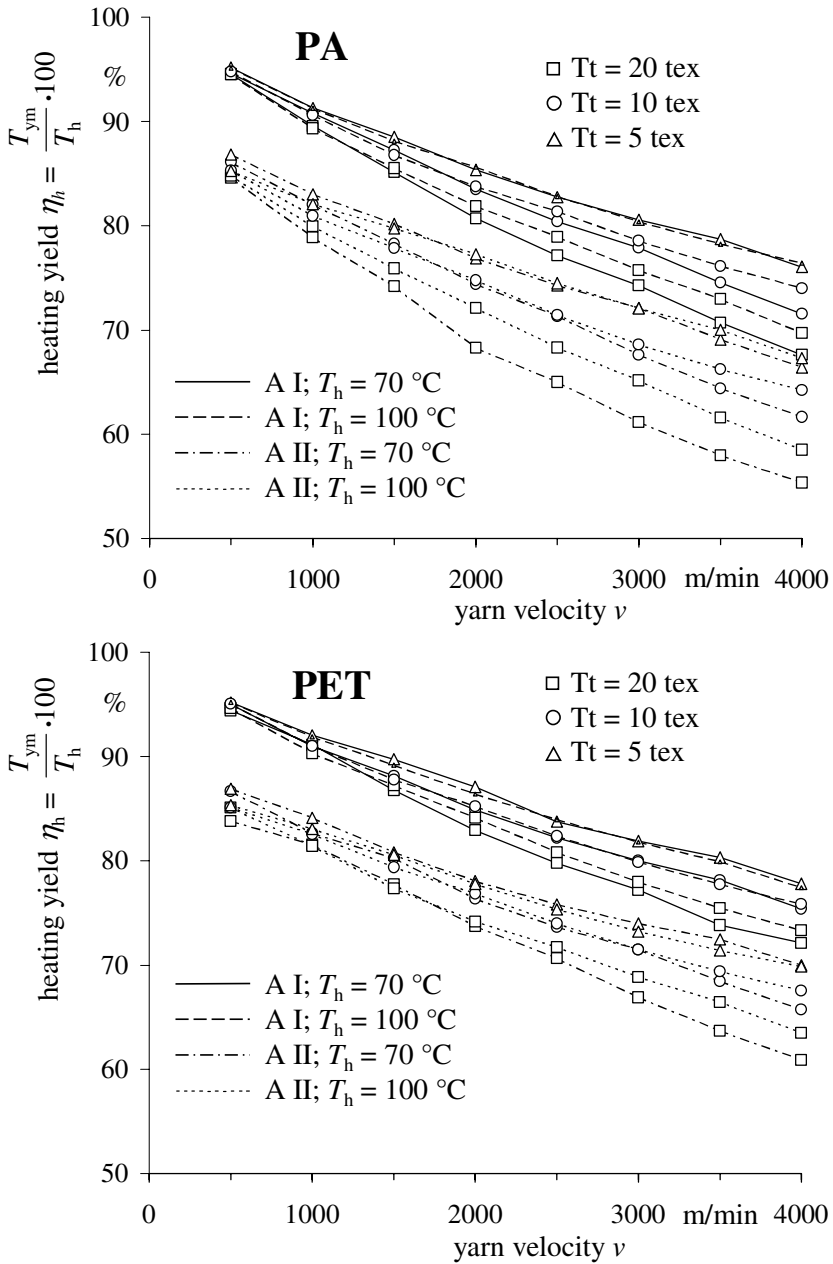 100
PA
95
%
90
80
70
60
50
heating yield ηh = Tym/Th ·100
□ Tt = 20 tex
○ Tt = 10 tex
△ Tt = 5 tex
A I; Th = 70 °C
A I; Th = 100 °C
A II; Th = 70 °C
A II; Th = 100 °C
0 1000 2000 3000 m/min 4000
yarn velocity v
100
PET
%
90
80
70
60
50
heating yield ηh = Tym/Th ·100
□ Tt = 20 tex
○ Tt = 10 tex
△ Tt = 5 tex
A I; Th = 70 °C
A I; Th = 100 °C
A II; Th = 70 °C
A II; Th = 100 °C
0 1000 2000 3000 m/min 4000
yarn velocity v